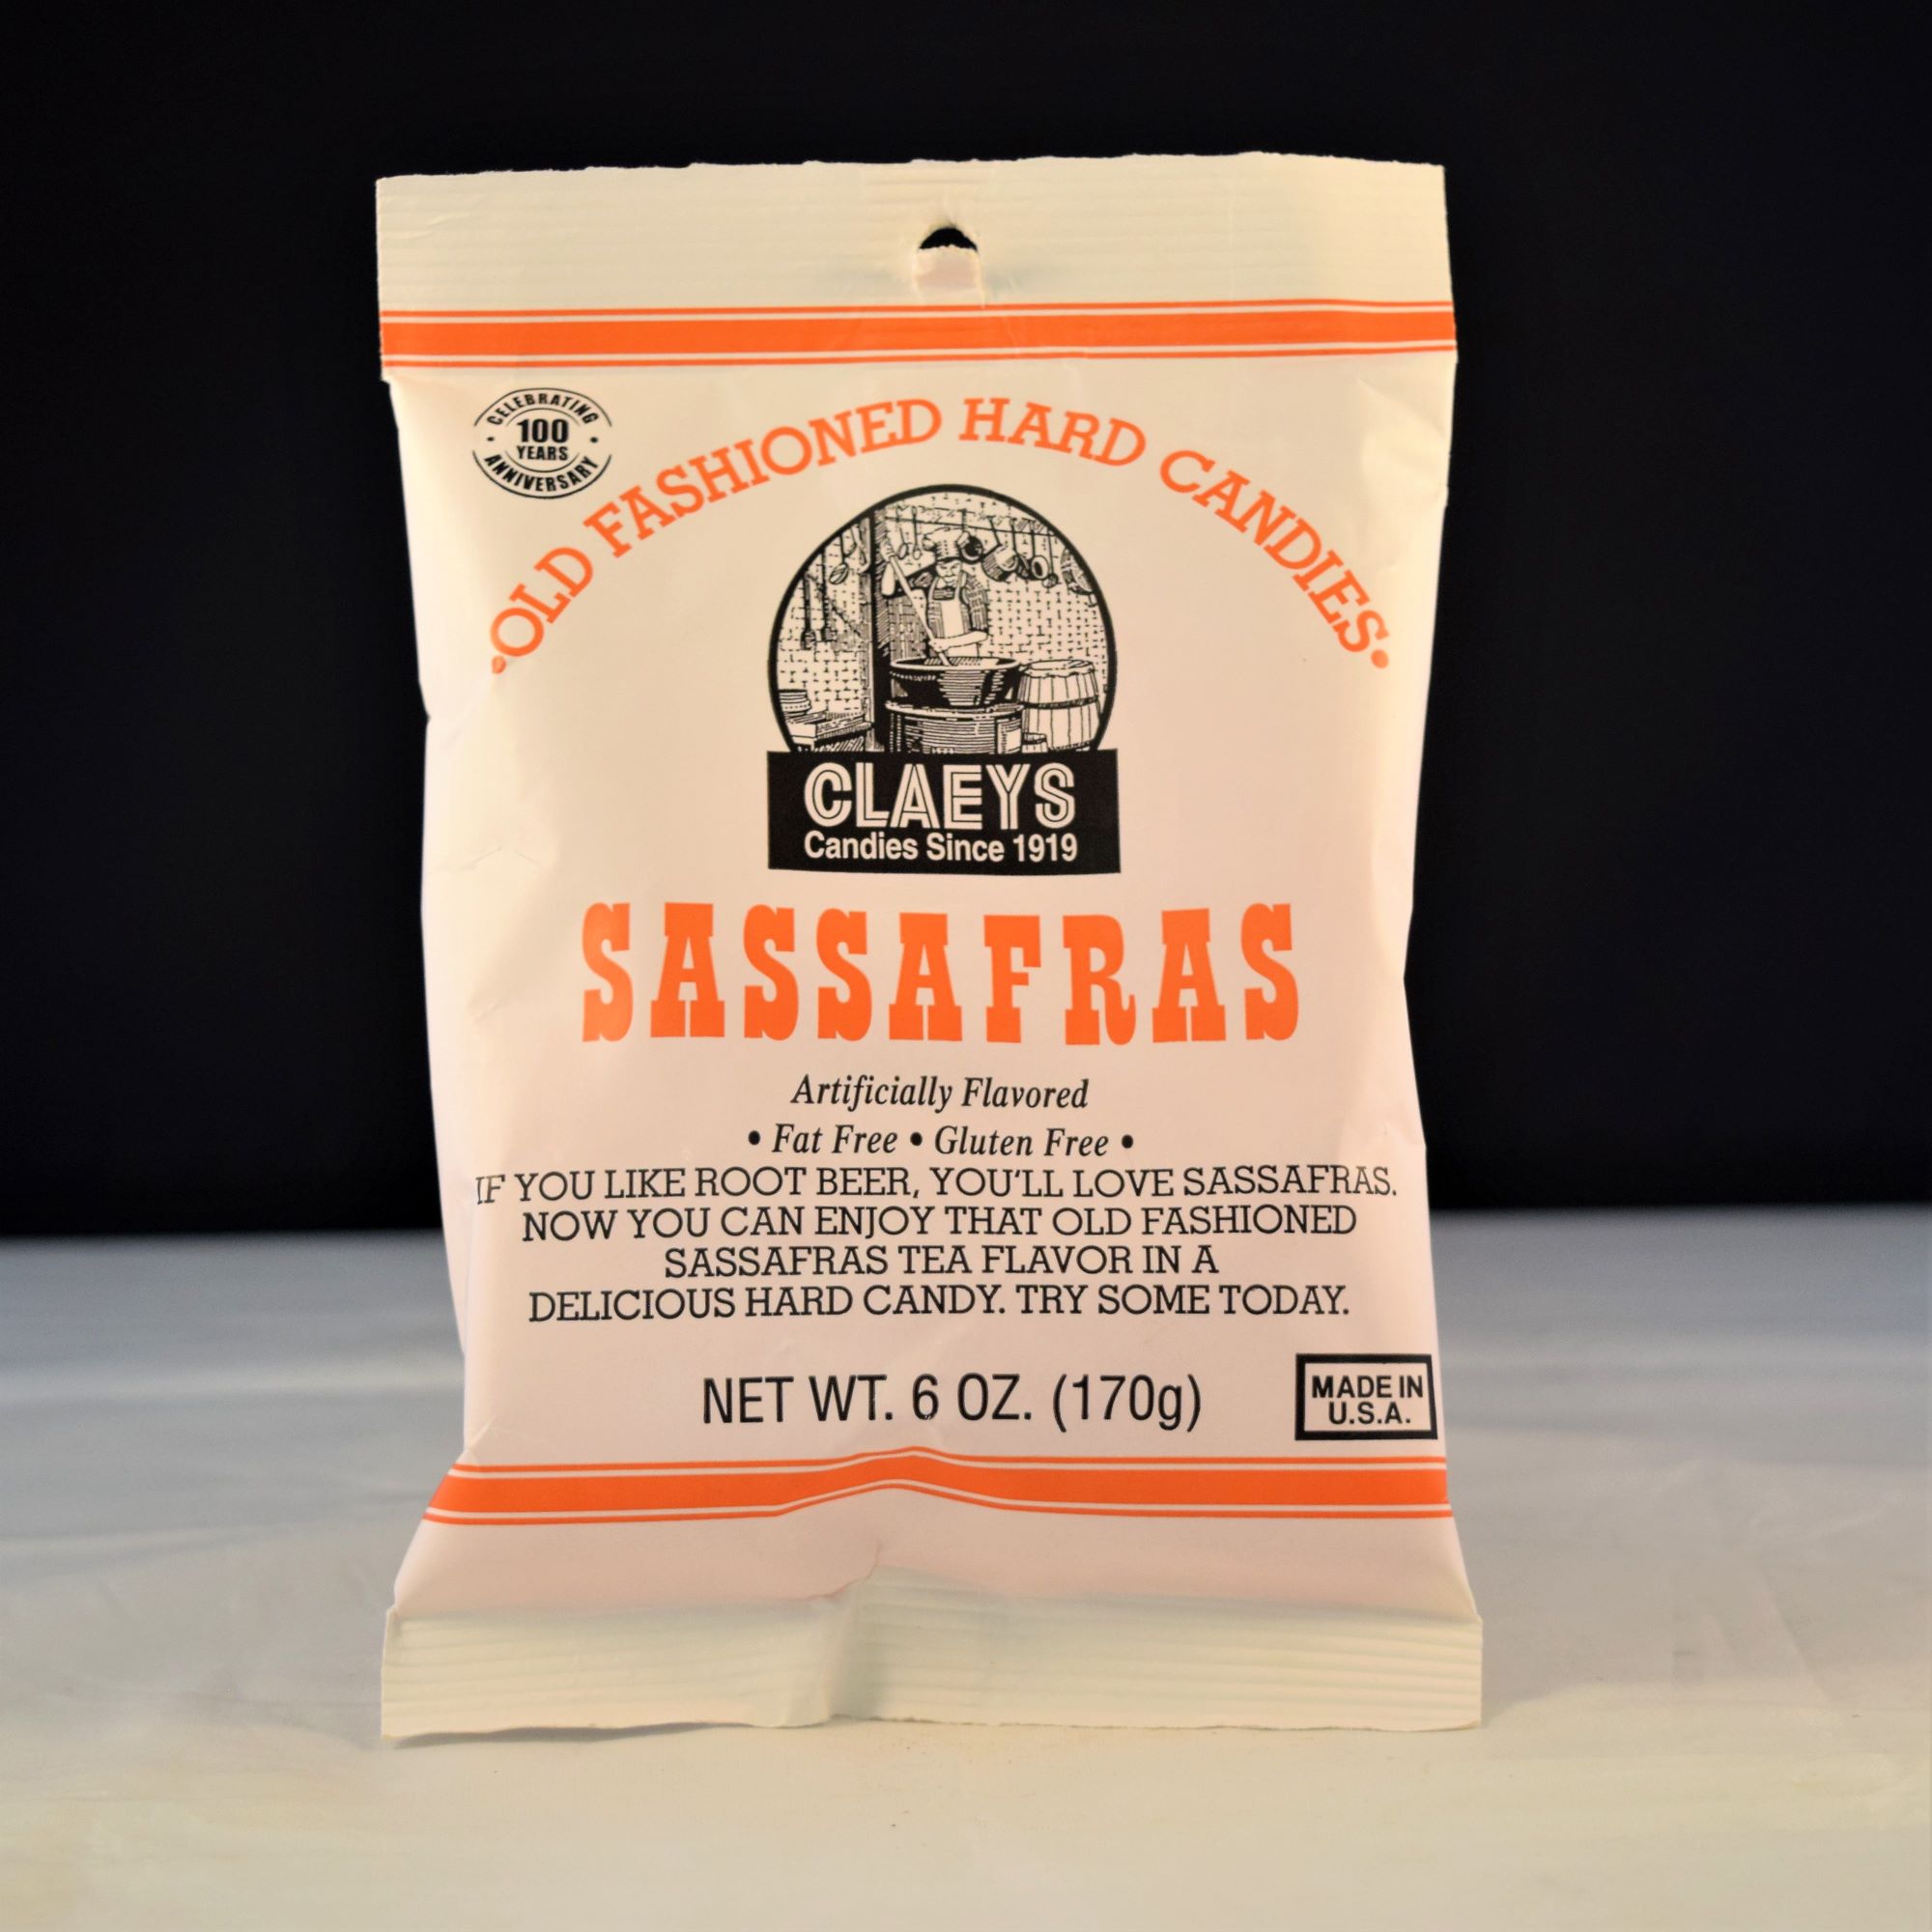 CELEBRATING
100
YEARS
ANNIVERSARY
•OLD FASHIONED HARD CANDIES•
CLAEYS
Candies Since 1919
SASSAFRAS
Artificially Flavored
• Fat Free • Gluten Free •
IF YOU LIKE ROOT BEER, YOU'LL LOVE SASSAFRAS.
NOW YOU CAN ENJOY THAT OLD FASHIONED
SASSAFRAS TEA FLAVOR IN A
DELICIOUS HARD CANDY. TRY SOME TODAY.
NET WT. 6 OZ. (170g)
MADE IN
U.S.A.